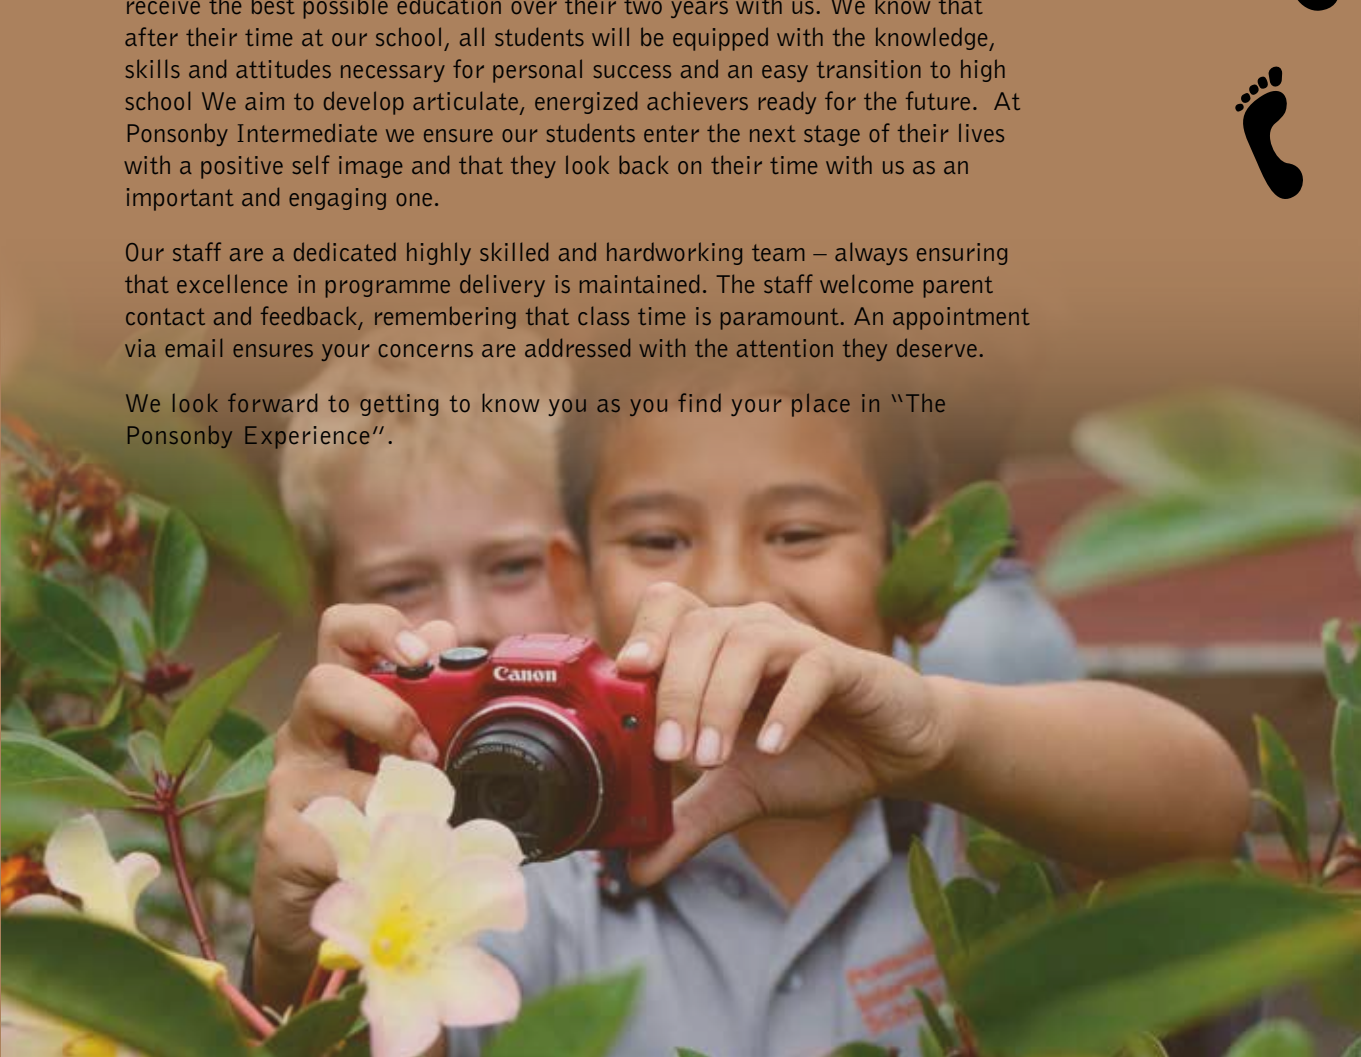 receive the best possible education over their two years with us. We know that
after their time at our school, all students will be equipped with the knowledge,
skills and attitudes necessary for personal success and an easy transition to high
school We aim to develop articulate, energized achievers ready for the future.  At
Ponsonby Intermediate we ensure our students enter the next stage of their lives
with a positive self image and that they look back on their time with us as an
important and engaging one.
Our staff are a dedicated highly skilled and hardworking team – always ensuring
that excellence in programme delivery is maintained. The staff welcome parent
contact and feedback, remembering that class time is paramount. An appointment
via email ensures your concerns are addressed with the attention they deserve.
We look forward to getting to know you as you find your place in “The
Ponsonby Experience”.
Canon
CANON ZOOM LENS